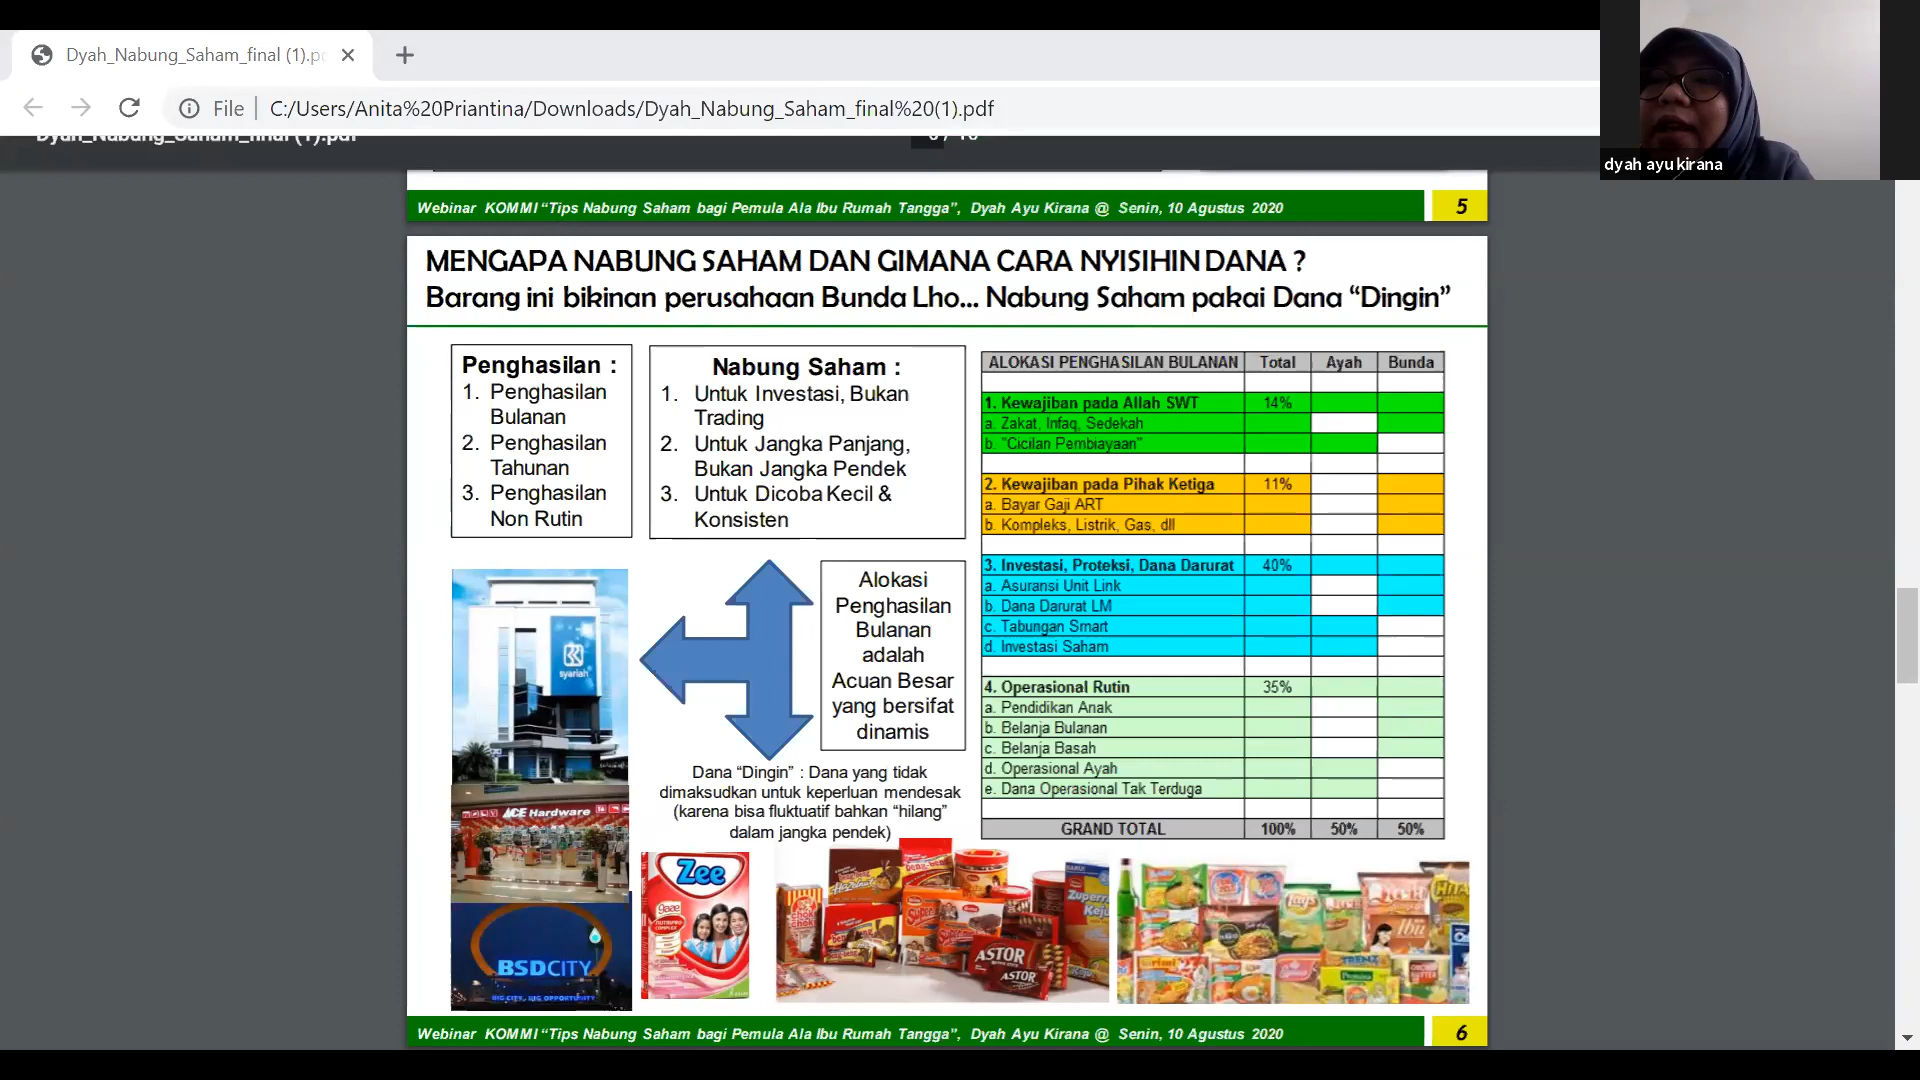 Dyah_Nabung_Saham_final (1).p
File
C:/Users/Anita%20Priantina/Downloads/Dyah_Nabung_Saham_final%20(1).pdf
dyah ayu kirana
Dyah_Nabung_Saham_final (1).pdf
Webinar KOMMI “Tips Nabung Saham bagi Pemula Ala Ibu Rumah Tangga”, Dyah Ayu Kirana @ Senin, 10 Agustus 2020
5
MENGAPA NABUNG SAHAM DAN GIMANA CARA NYISIHIN DANA ?
Barang ini bikinan perusahaan Bunda Lho... Nabung Saham pakai Dana “Dingin”
Penghasilan :
1. Penghasilan
Bulanan
2. Penghasilan
Tahunan
3. Penghasilan
Non Rutin
Nabung Saham :
1. Untuk Investasi, Bukan
Trading
2. Untuk Jangka Panjang,
Bukan Jangka Pendek
3. Untuk Dicoba Kecil &
Konsisten
Alokasi
Penghasilan
Bulanan
adalah
Acuan Besar
yang bersifat
dinamis
Dana “Dingin” : Dana yang tidak
dimaksudkan untuk keperluan mendesak
(karena bisa fluktuatif bahkan “hilang”
dalam jangka pendek)
ALOKASI PENGHASILAN BULANAN Total Ayah Bunda
1. Kewajiban pada Allah SWT 14%
a. Zakat, Infaq, Sedekah
b. "Cicilan Pembiayaan"
2. Kewajiban pada Pihak Ketiga 11%
a. Bayar Gaji ART
b. Kompleks, Listrik, Gas, dll
3. Investasi, Proteksi, Dana Darurat 40%
a. Asuransi Unit Link
b. Dana Darurat LM
c. Tabungan Smart
d. Investasi Saham
4. Operasional Rutin 35%
a. Pendidikan Anak
b. Belanja Bulanan
c. Belanja Basah
d. Operasional Ayah
e. Dana Operasional Tak Terduga
GRAND TOTAL 100% 50% 50%
syariah
ACE Hardware
BSDCITY
BIG CITY, BIG OPPORTUNITY
Zee
ASTOR
ASTOR
Webinar KOMMI “Tips Nabung Saham bagi Pemula Ala Ibu Rumah Tangga”, Dyah Ayu Kirana @ Senin, 10 Agustus 2020
6